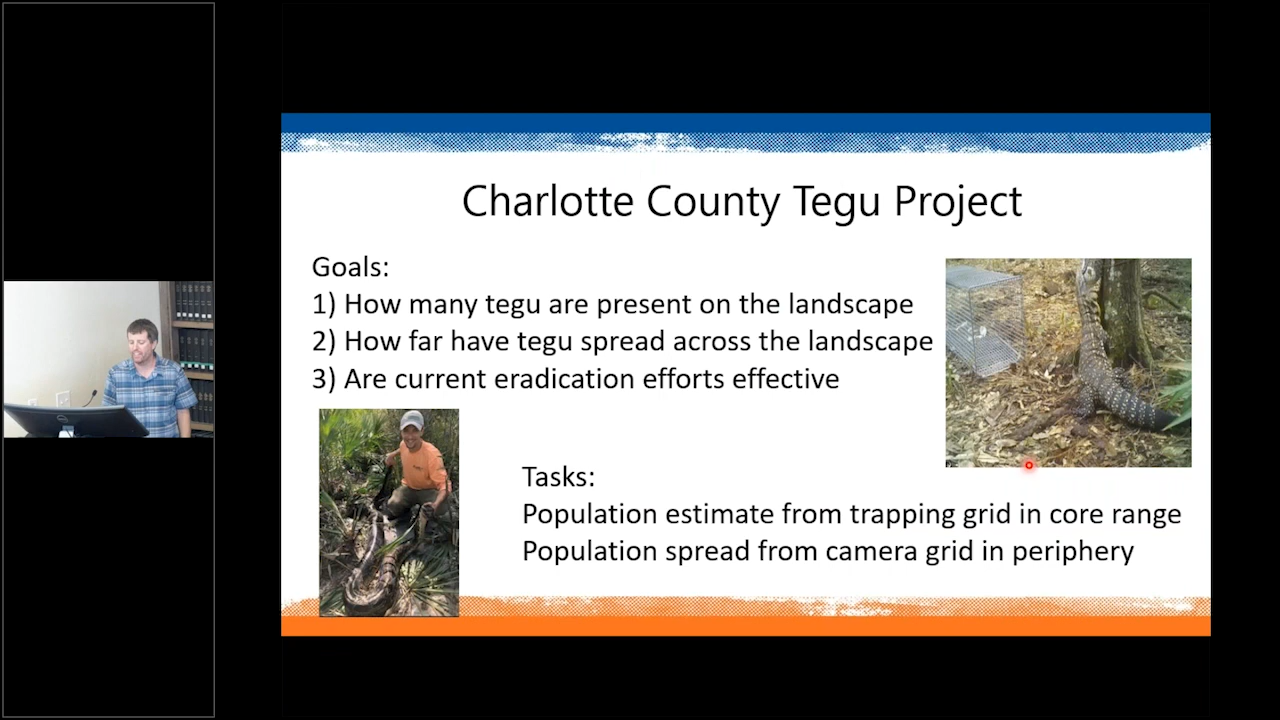 Charlotte County Tegu Project
Goals:
1) How many tegu are present on the landscape
2) How far have tegu spread across the landscape
3) Are current eradication efforts effective
Tasks:
Population estimate from trapping grid in core range
Population spread from camera grid in periphery